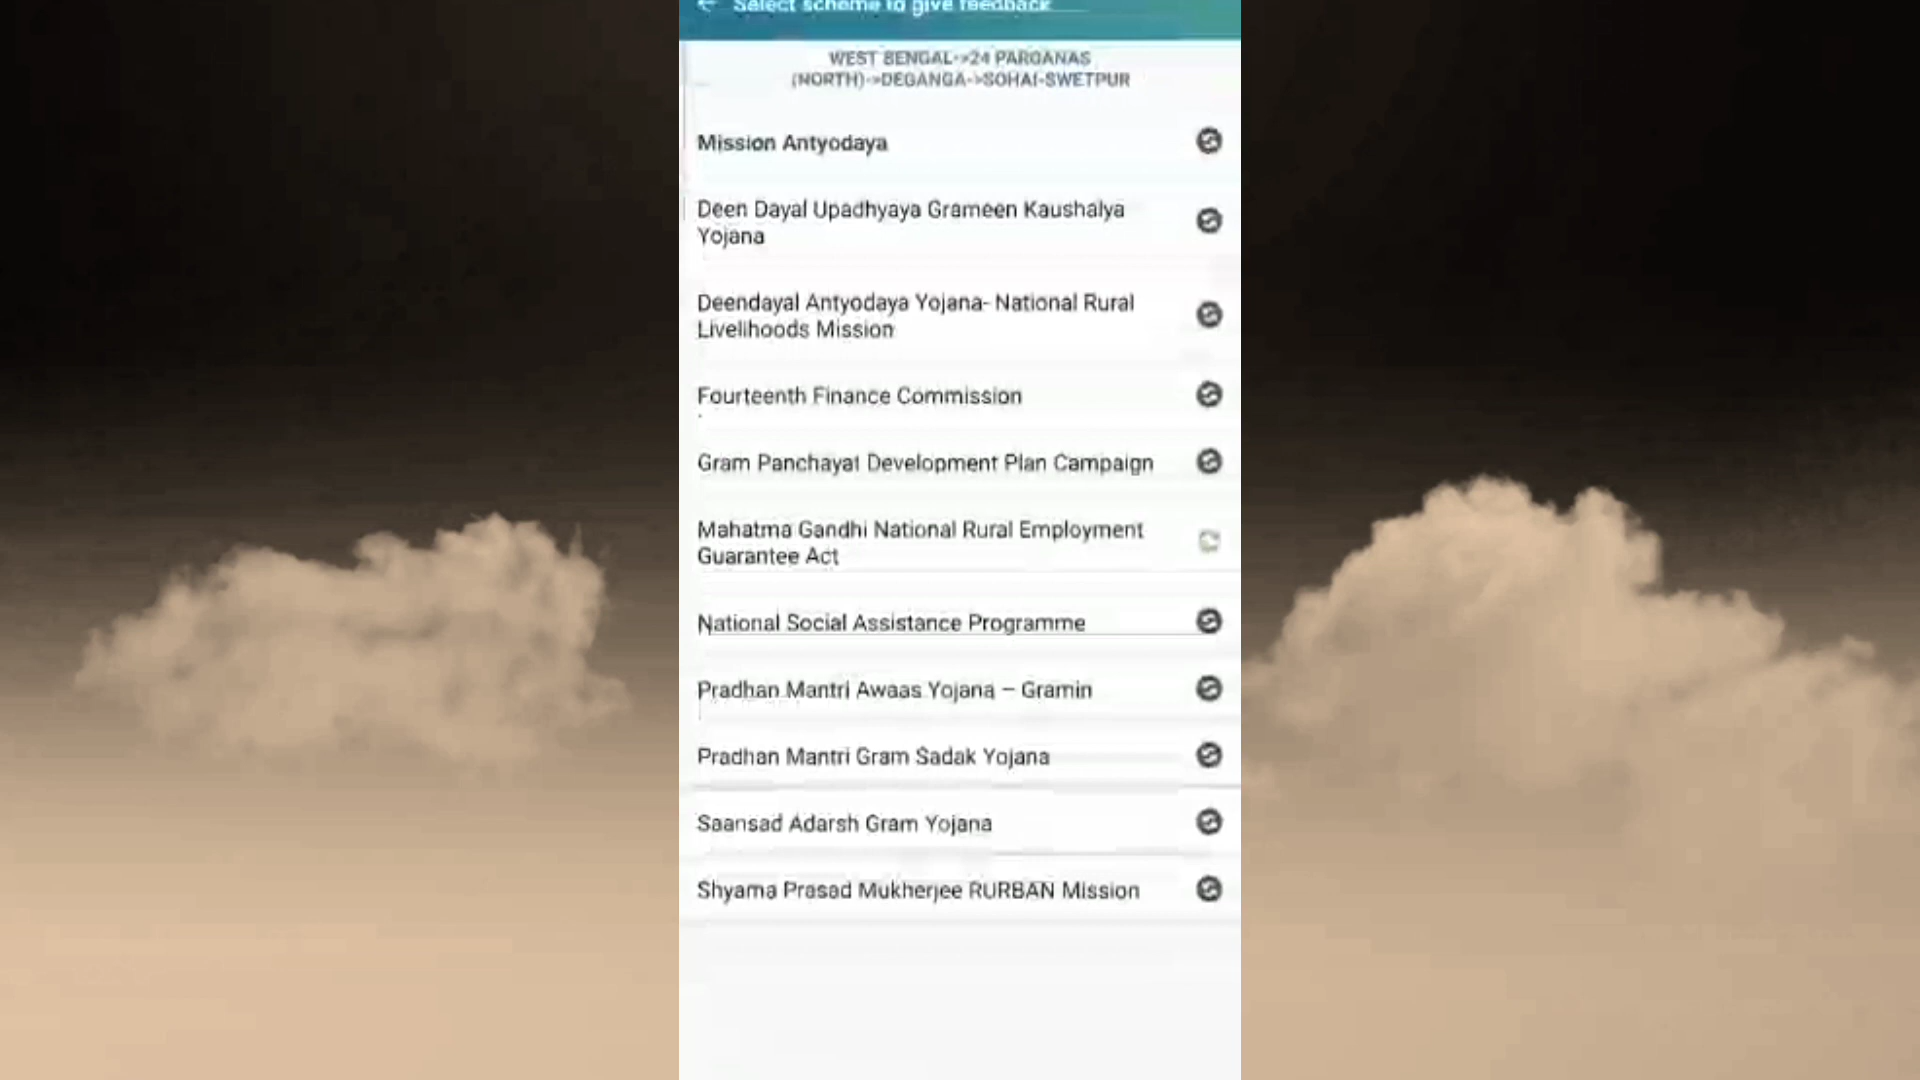 Select scheme to give feedback
WEST BENGAL->24 PARGANAS
(NORTH)->DEGANGA->SOHAI-SWETPUR
Mission Antyodaya
Deen Dayal Upadhyaya Grameen Kaushalya
Yojana
Deendayal Antyodaya Yojana- National Rural
Livelihoods Mission
Fourteenth Finance Commission
Gram Panchayat Development Plan Campaign
Mahatma Gandhi National Rural Employment
Guarantee Act
National Social Assistance Programme
Pradhan Mantri Awaas Yojana – Gramin
Pradhan Mantri Gram Sadak Yojana
Saansad Adarsh Gram Yojana
Shyama Prasad Mukherjee RURBAN Mission